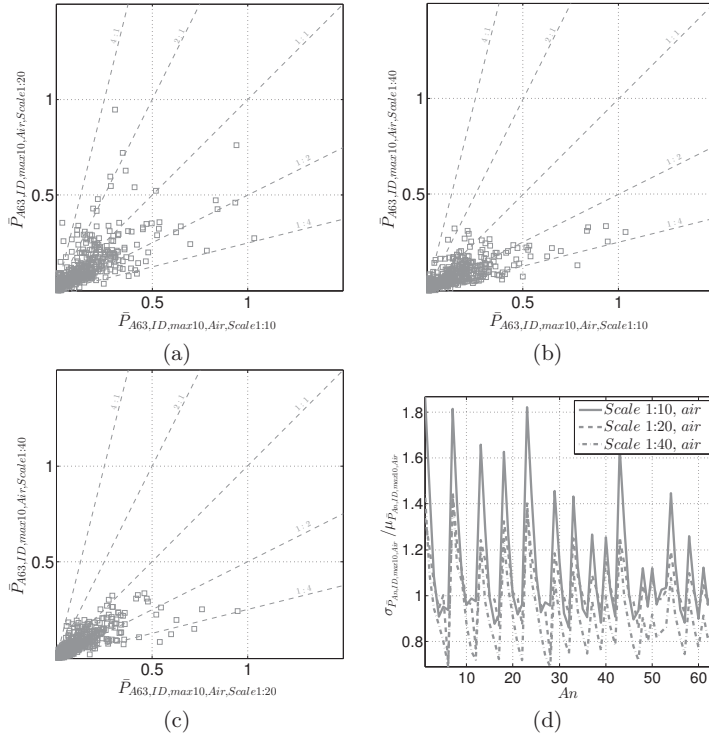 4 : 1
2 : 1
1 : 1
1 : 2
1 : 4
1
0.5
0.5
1
P̄A63,ID,max10,Air,Scale1:20
P̄A63,ID,max10,Air,Scale1:10
(a)
4 : 1
2 : 1
1 : 1
1 : 2
1 : 4
1
0.5
0.5
1
P̄A63,ID,max10,Air,Scale1:40
P̄A63,ID,max10,Air,Scale1:10
(b)
4 : 1
2 : 1
1 : 1
1 : 2
1 : 4
1
0.5
0.5
1
P̄A63,ID,max10,Air,Scale1:40
P̄A63,ID,max10,Air,Scale1:20
(c)
Scale 1:10, air
Scale 1:20, air
Scale 1:40, air
1.8
1.6
1.4
1.2
1
0.8
10 20 30 40 50 60
σP̄An,ID,max10,Air /μP̄An,ID,max10,Air
An
(d)